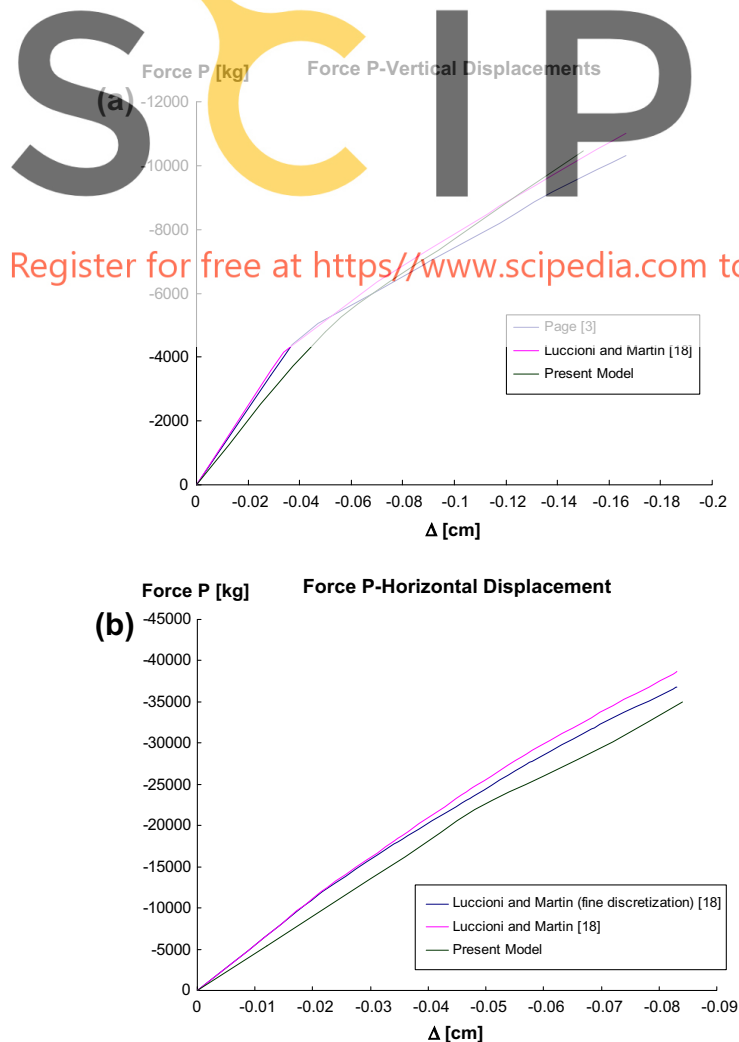 SCIP
Force P [kg]
Force P-Vertical Displacements
(a)
-12000
-10000
-8000
Register for free at https//www.scipedia.com to
-6000
Page [3]
Luccioni and Martin [18]
Present Model
-4000
-2000
0
0 -0.02 -0.04 -0.06 -0.08 -0.1 -0.12 -0.14 -0.16 -0.18 -0.2
Δ [cm]
Force P [kg]
Force P-Horizontal Displacement
(b)
-45000
-40000
-35000
-30000
-25000
-20000
-15000
-10000
-5000
0
Luccioni and Martin (fine discretization) [18]
Luccioni and Martin [18]
Present Model
0 -0.01 -0.02 -0.03 -0.04 -0.05 -0.06 -0.07 -0.08 -0.09
Δ [cm]